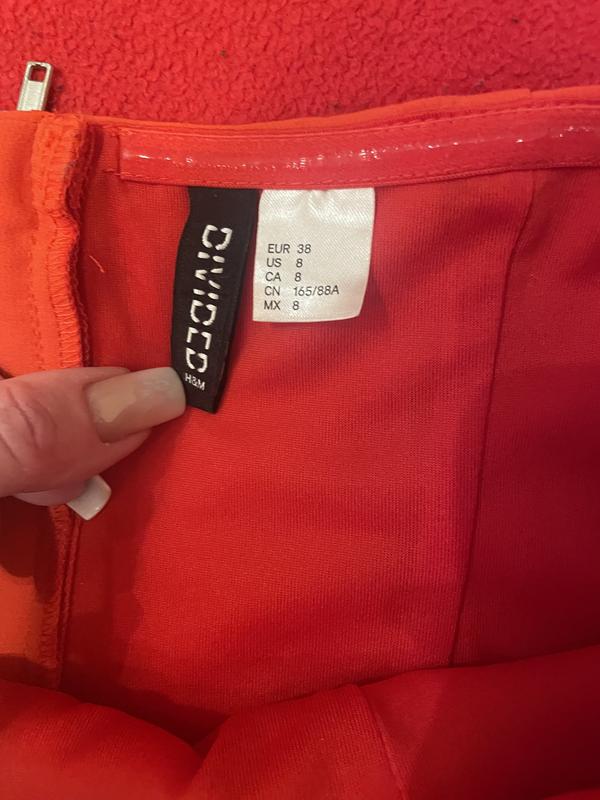 DIVIDED
H&M
EUR 38
US 8
CA 8
CN 165/88A
MX 8